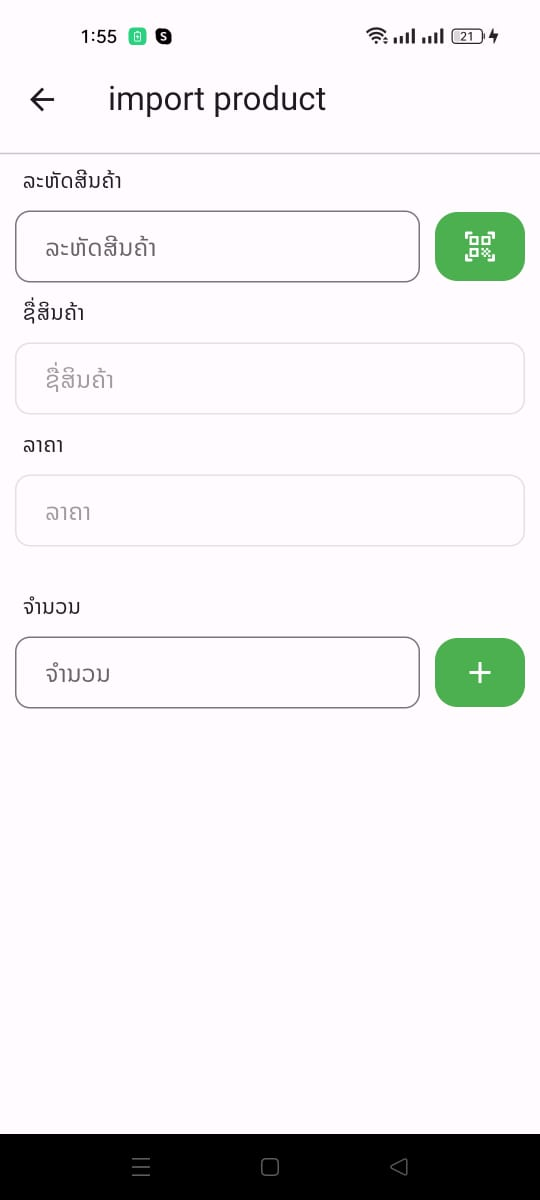 1:55
21
import product
ລະຫັດສິນຄ້າ
ລະຫັດສິນຄ້າ
ຊື່ສິນຄ້າ
ຊື່ສິນຄ້າ
ລາຄາ
ລາຄາ
ຈຳນວນ
ຈຳນວນ